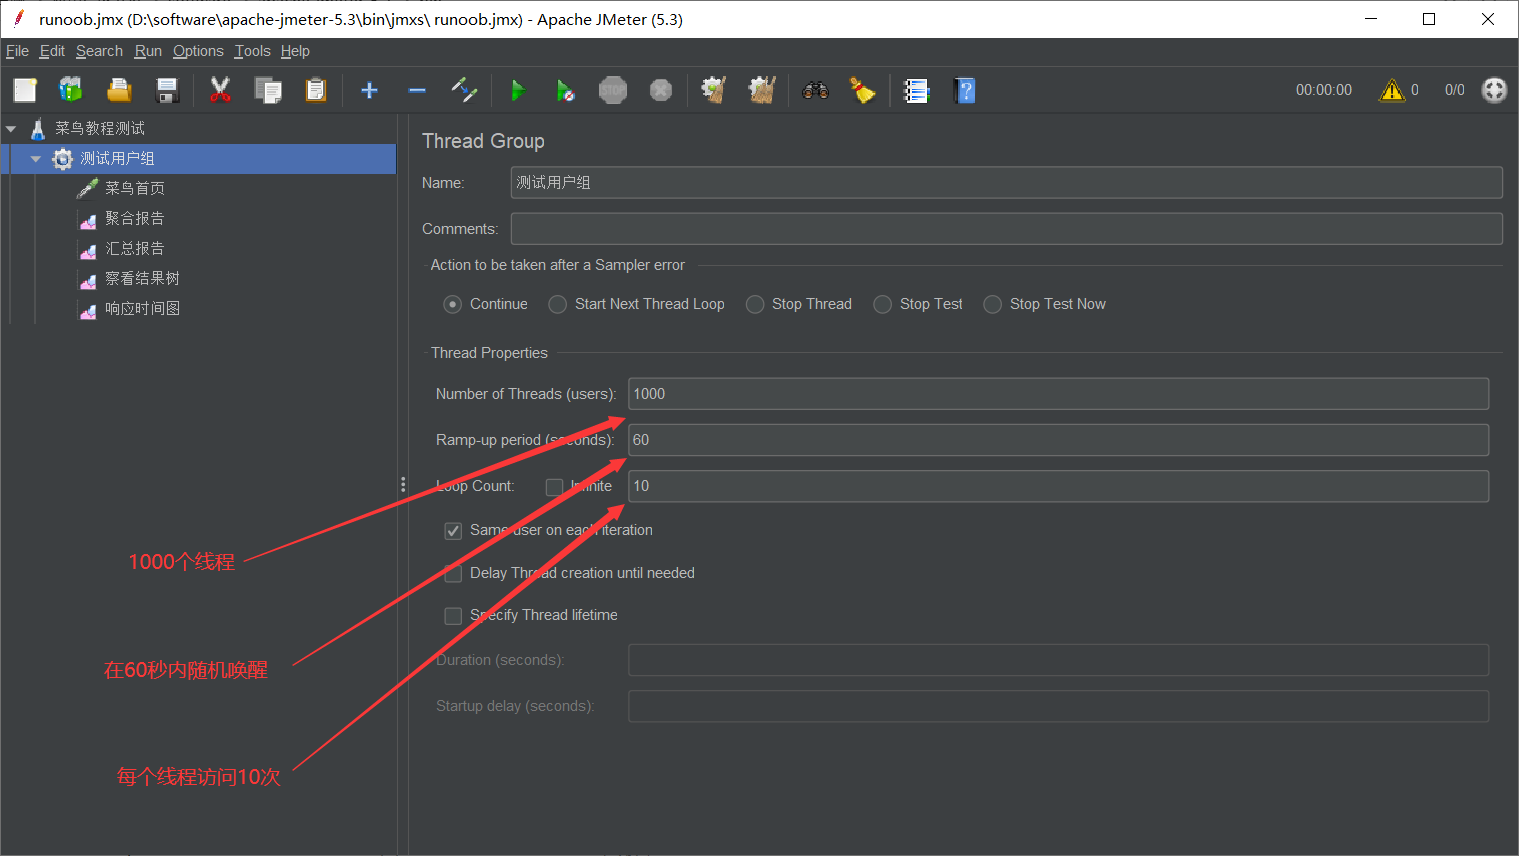 runoob.jmx (D:\software\apache-jmeter-5.3\bin\jmxs\ runoob.jmx) - Apache JMeter (5.3)
File Edit Search Run Options Tools Help
STOP
00:00:00 0 0/0
菜鸟教程测试
测试用户组
菜鸟首页
聚合报告
汇总报告
察看结果树
响应时间图
Thread Group
Name: 测试用户组
Comments:
Action to be taken after a Sampler error
Continue Start Next Thread Loop Stop Thread Stop Test Stop Test Now
Thread Properties
Number of Threads (users): 1000
Ramp-up period (seconds): 60
Loop Count: Infinite 10
Same user on each iteration
Delay Thread creation until needed
Specify Thread lifetime
Duration (seconds):
Startup delay (seconds):
1000个线程
在60秒内随机唤醒
每个线程访问10次